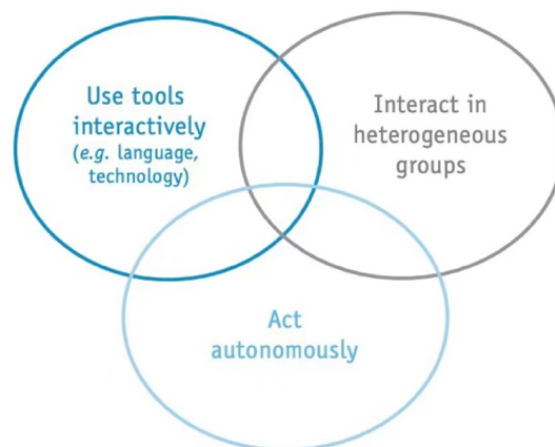 Use tools
interactively
(e.g. language,
technology)
Interact in
heterogeneous
groups
Act
autonomously